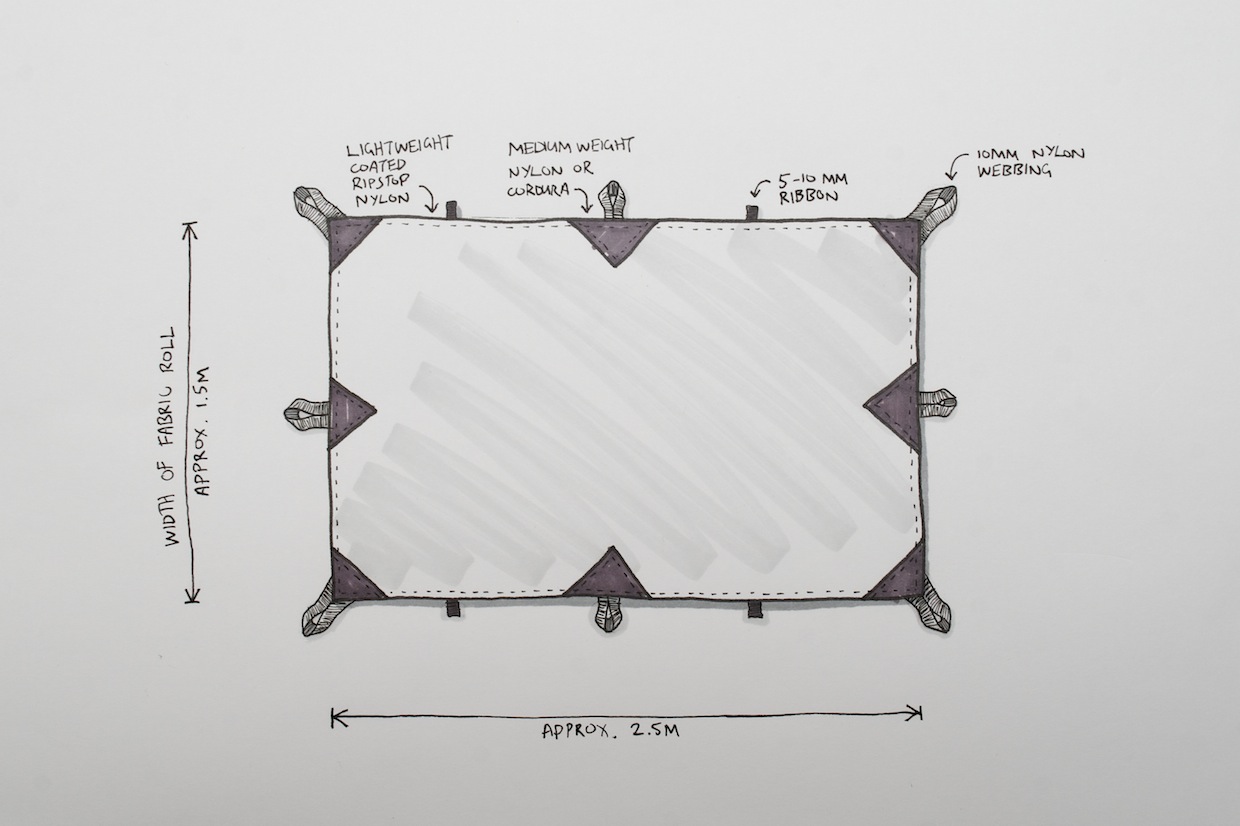 LIGHTWEIGHT
COATED
RIPSTOP
NYLON
MEDIUM WEIGHT
NYLON OR
CORDURA
5-10 MM
RIBBON
10MM NYLON
WEBBING
WIDTH OF FABRIC ROLL
APPROX. 1.5M
APPROX. 2.5M